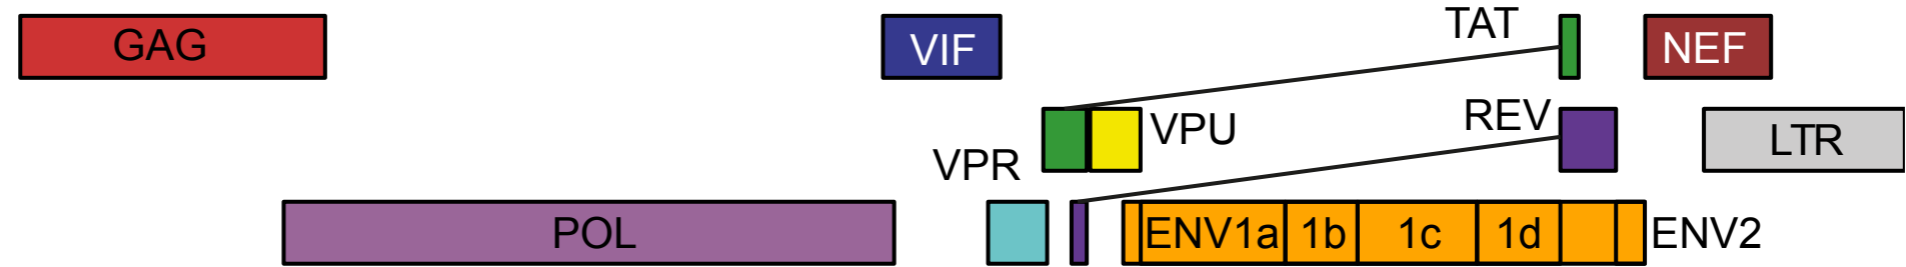 GAG
VIF
TAT
NEF
VPR
VPU
REV
LTR
POL
ENV1a 1b 1c 1d ENV2